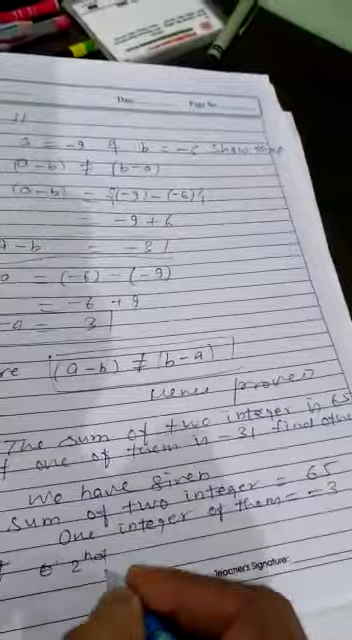 Date Page No.
11
a = -9 & b = -6 show that
(a-b) ≠ (b-a)
(a-b) = {(-9) - (-6)}
-9 + 6
a-b = -3
a = (-6) - (-9)
= -6 + 9
-a = 3
(a-b) ≠ (b-a)
Hence proved
The sum of two integer is 65
if one of them is -31 find other
We have given
sum of two integer = 65
One integer of them = -3
2nd
Teacher's Signature: